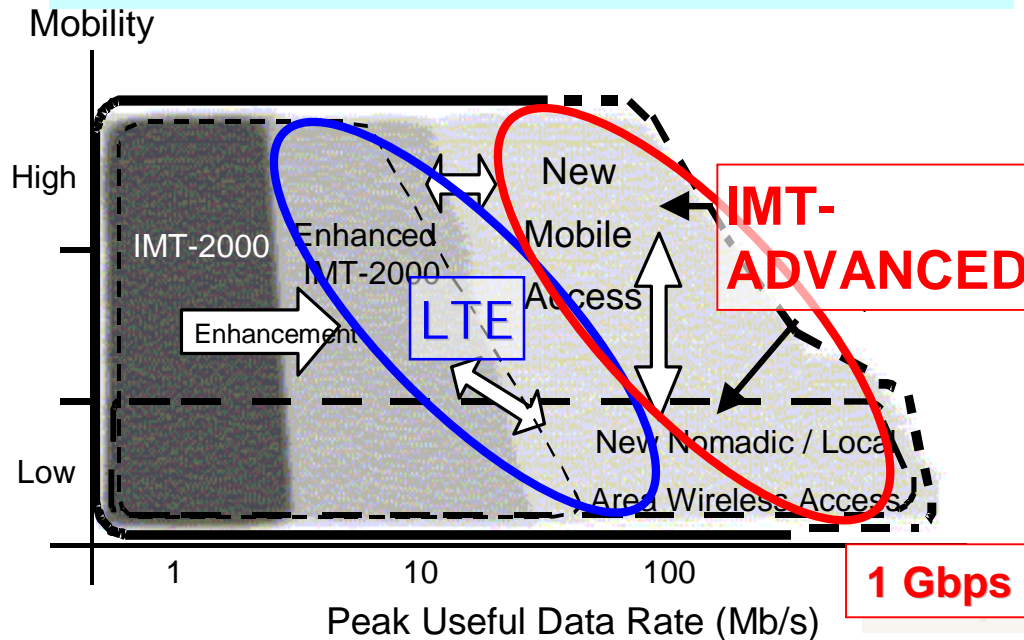 Mobility
High
IMT-2000
Enhanced
IMT-2000
Enhancement
LTE
New
Mobile
Access
IMT-
ADVANCED
Low
New Nomadic / Local
Area Wireless Access
1
10
100
1 Gbps
Peak Useful Data Rate (Mb/s)